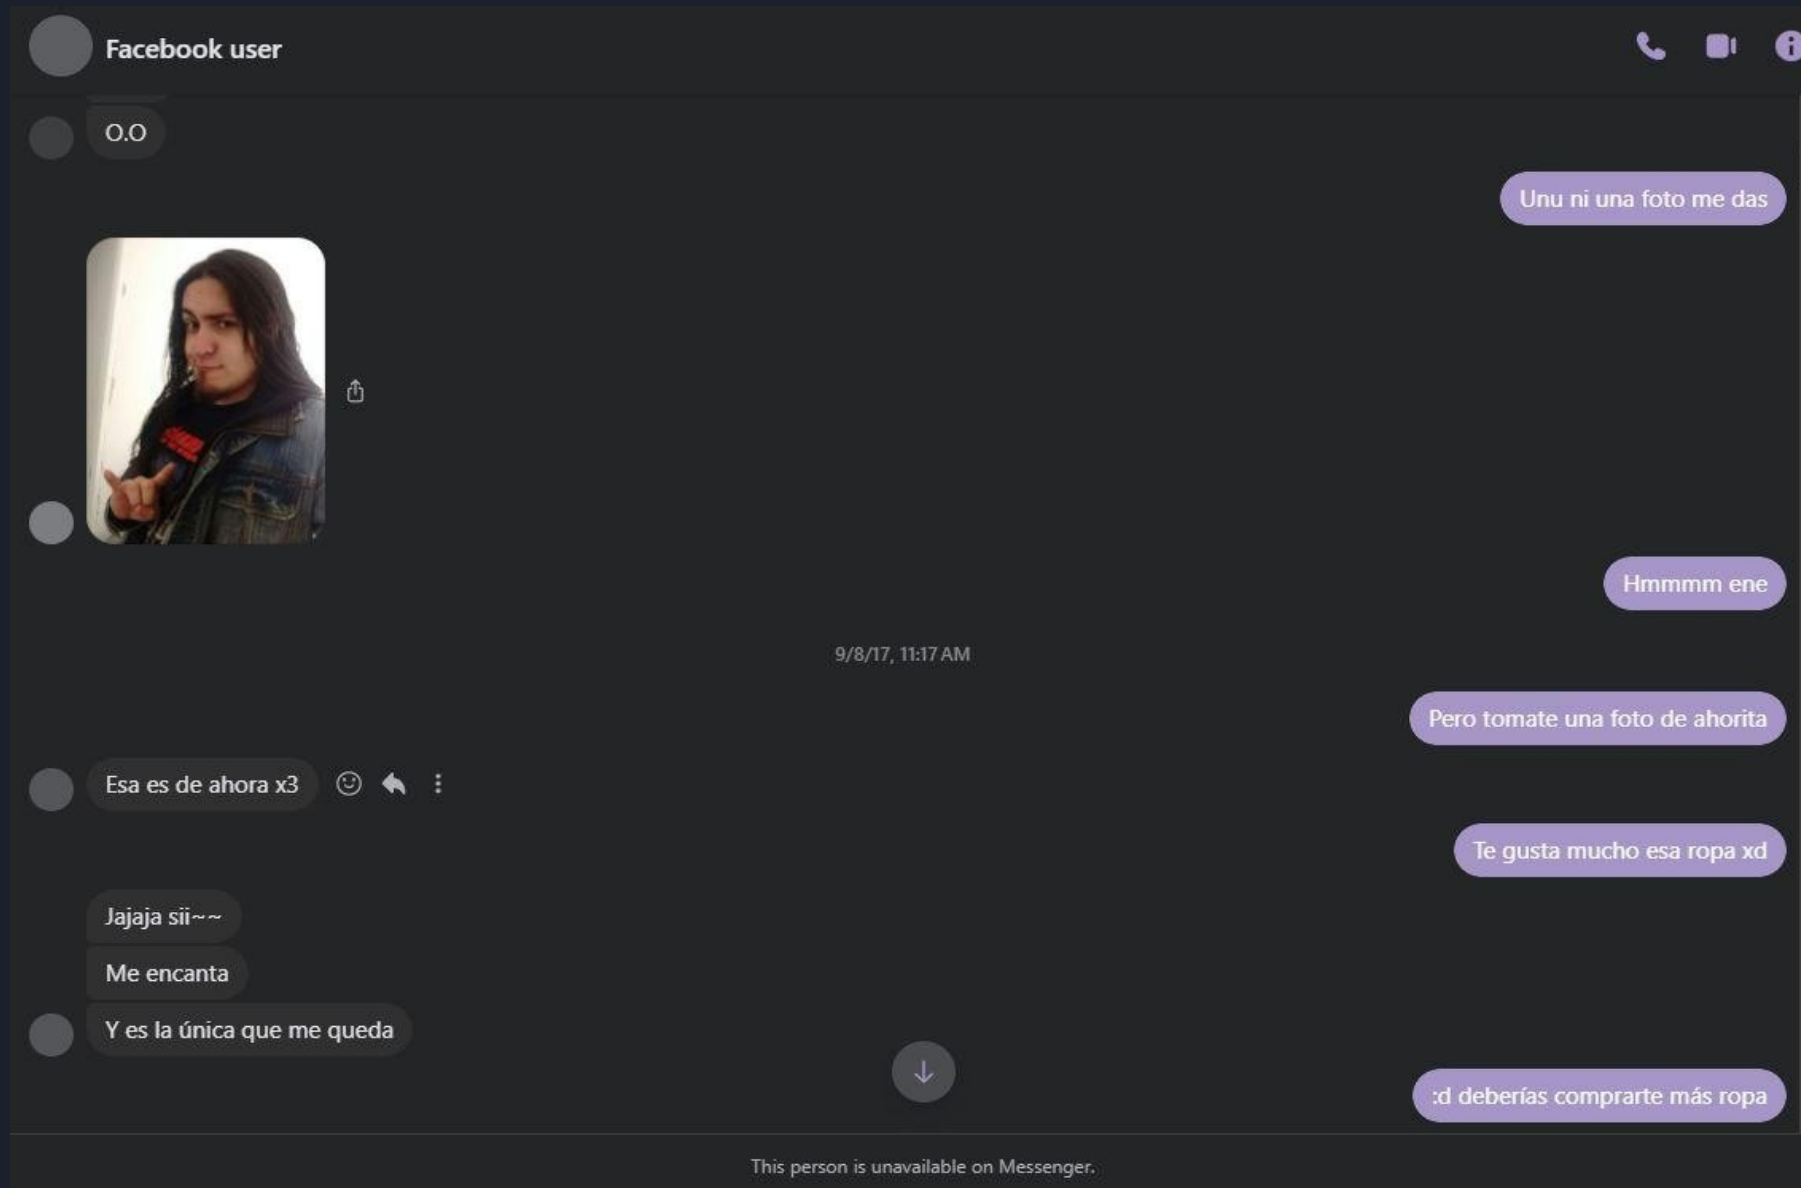 Facebook user
O.O
Unu ni una foto me das
Hmmmm ene
9/8/17, 11:17 AM
Pero tomate una foto de ahorita
Esa es de ahora x3
Te gusta mucho esa ropa xd
Jajaja sii~~
Me encanta
Y es la única que me queda
:d deberías comprarte más ropa
This person is unavailable on Messenger.